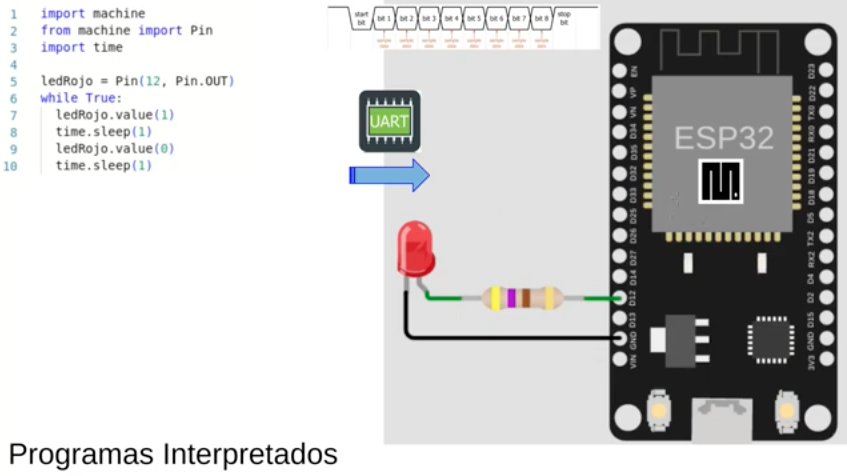 1 import machine
2 from machine import Pin
3 import time
4
5 ledRojo = Pin(12, Pin.OUT)
6 while True:
7 ledRojo.value(1)
8 time.sleep(1)
9 ledRojo.value(0)
10 time.sleep(1)
start bit
bit 1 bit 2 bit 3 bit 4 bit 5 bit 6 bit 7 bit 8
stop bit
UART
ESP32
EN
VP
VN
D34
D35
D32
D33
D25
D26
D27
D14
D12
D13
GND
VIN
D23
D22
TX0
RX0
D21
D19
D18
D5
TX2
RX2
D4
D2
D15
GND
3V3
Programas Interpretados